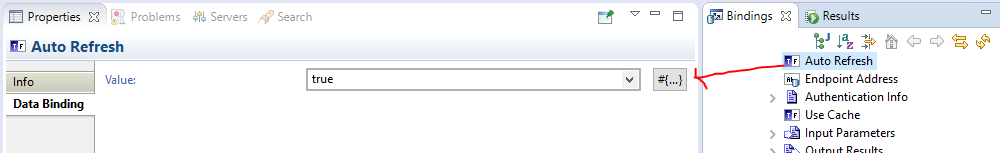 Properties
Problems
Servers
Search
Auto Refresh
Info
Data Binding
Value:
true
#{...}
Bindings
Results
Auto Refresh
Endpoint Address
Authentication Info
Use Cache
Input Parameters
Output Results